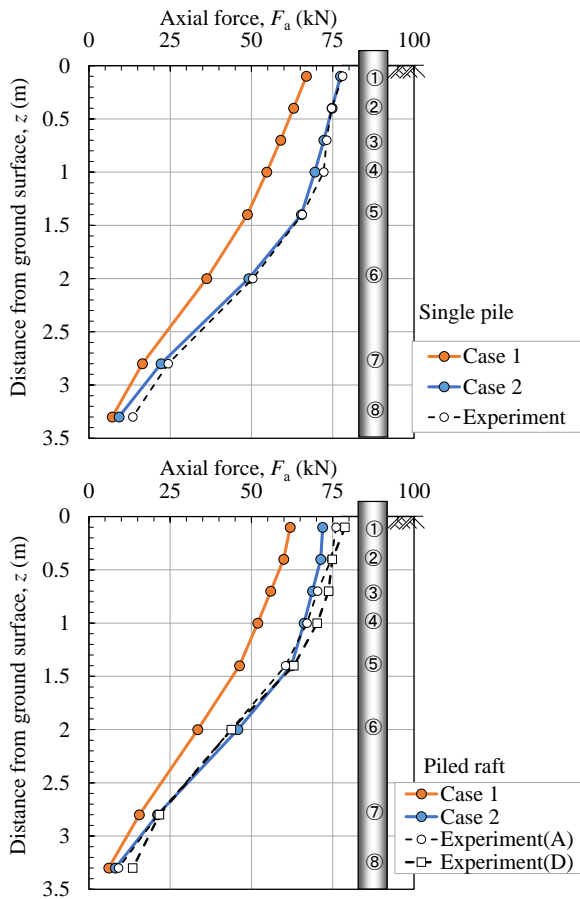 Axial force, Fa (kN)
0 25 50 75 100
Distance from ground surface, z (m)
0
0.5
1
1.5
2
2.5
3
3.5
①
②
③
④
⑤
⑥
⑦
⑧
Single pile
Case 1
Case 2
Experiment
Axial force, Fa (kN)
0 25 50 75 100
Distance from ground surface, z (m)
0
0.5
1
1.5
2
2.5
3
3.5
①
②
③
④
⑤
⑥
⑦
⑧
Piled raft
Case 1
Case 2
Experiment(A)
Experiment(D)